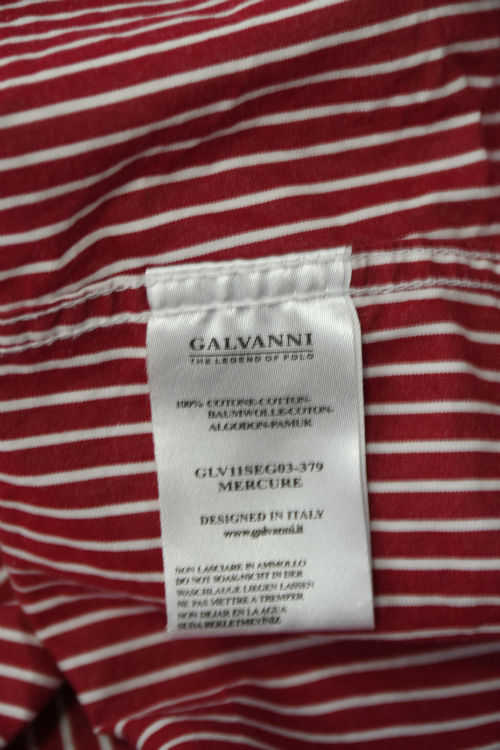 GALVANNI
THE LEGEND OF POLO
100% COTONE-COTTON-
BAUMWOLLE-COTON-
ALGODON-PAMUK
GLV11SEG03-379
MERCURE
DESIGNED IN ITALY
www.galvanni.it
NON LASCIARE IN AMMOLLO
DO NOT SOAK-NICHT IN DER
WASCHLAUGE LIEGEN LASSEN
NE PAS METTRE A TREMPER
NON DEJAR EN LA AGUA
SUDA BEKLETMEYİNİZ